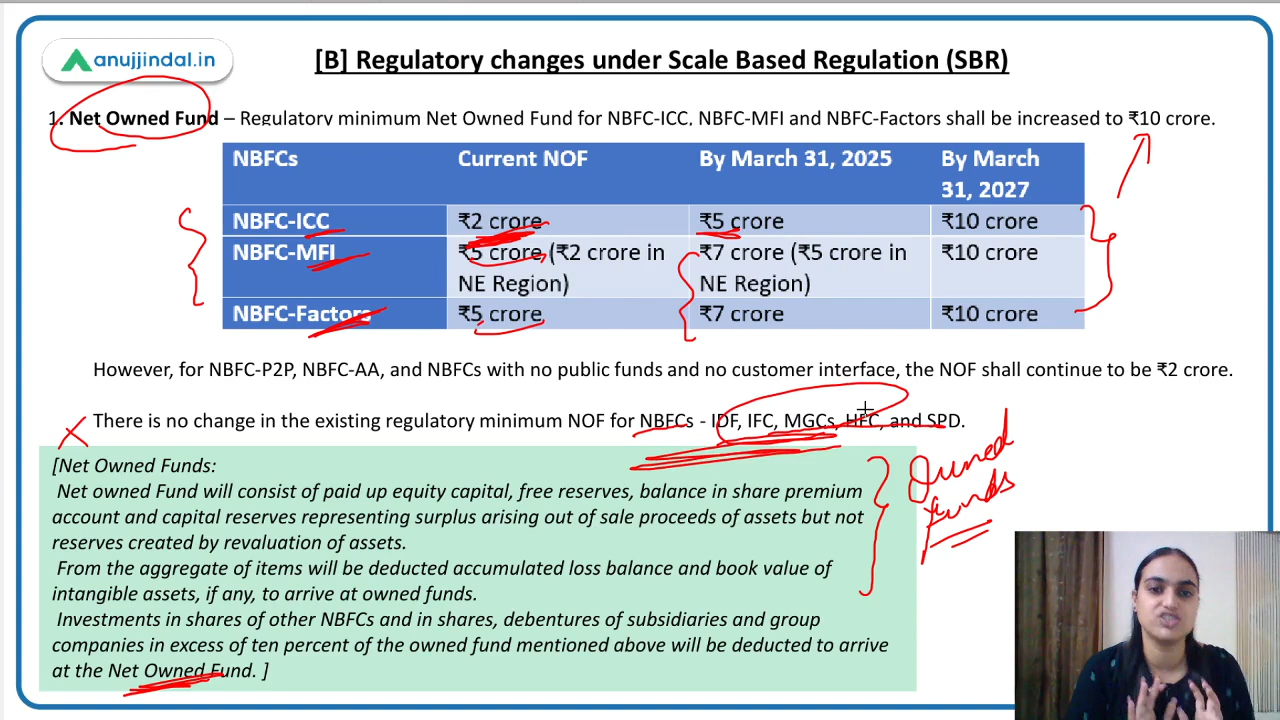 anujjindal.in
[B] Regulatory changes under Scale Based Regulation (SBR)
1. Net Owned Fund – Regulatory minimum Net Owned Fund for NBFC-ICC, NBFC-MFI and NBFC-Factors shall be increased to ₹10 crore.
NBFCs Current NOF By March 31, 2025 By March 31, 2027
NBFC-ICC ₹2 crore ₹5 crore ₹10 crore
NBFC-MFI ₹5 crore (₹2 crore in NE Region) ₹7 crore (₹5 crore in NE Region) ₹10 crore
NBFC-Factors ₹5 crore ₹7 crore ₹10 crore
However, for NBFC-P2P, NBFC-AA, and NBFCs with no public funds and no customer interface, the NOF shall continue to be ₹2 crore.
There is no change in the existing regulatory minimum NOF for NBFCs - IDF, IFC, MGCs, HFC, and SPD.
[Net Owned Funds:
Net owned Fund will consist of paid up equity capital, free reserves, balance in share premium
account and capital reserves representing surplus arising out of sale proceeds of assets but not
reserves created by revaluation of assets.
From the aggregate of items will be deducted accumulated loss balance and book value of
intangible assets, if any, to arrive at owned funds.
Investments in shares of other NBFCs and in shares, debentures of subsidiaries and group
companies in excess of ten percent of the owned fund mentioned above will be deducted to arrive
at the Net Owned Fund. ]
Owned
funds